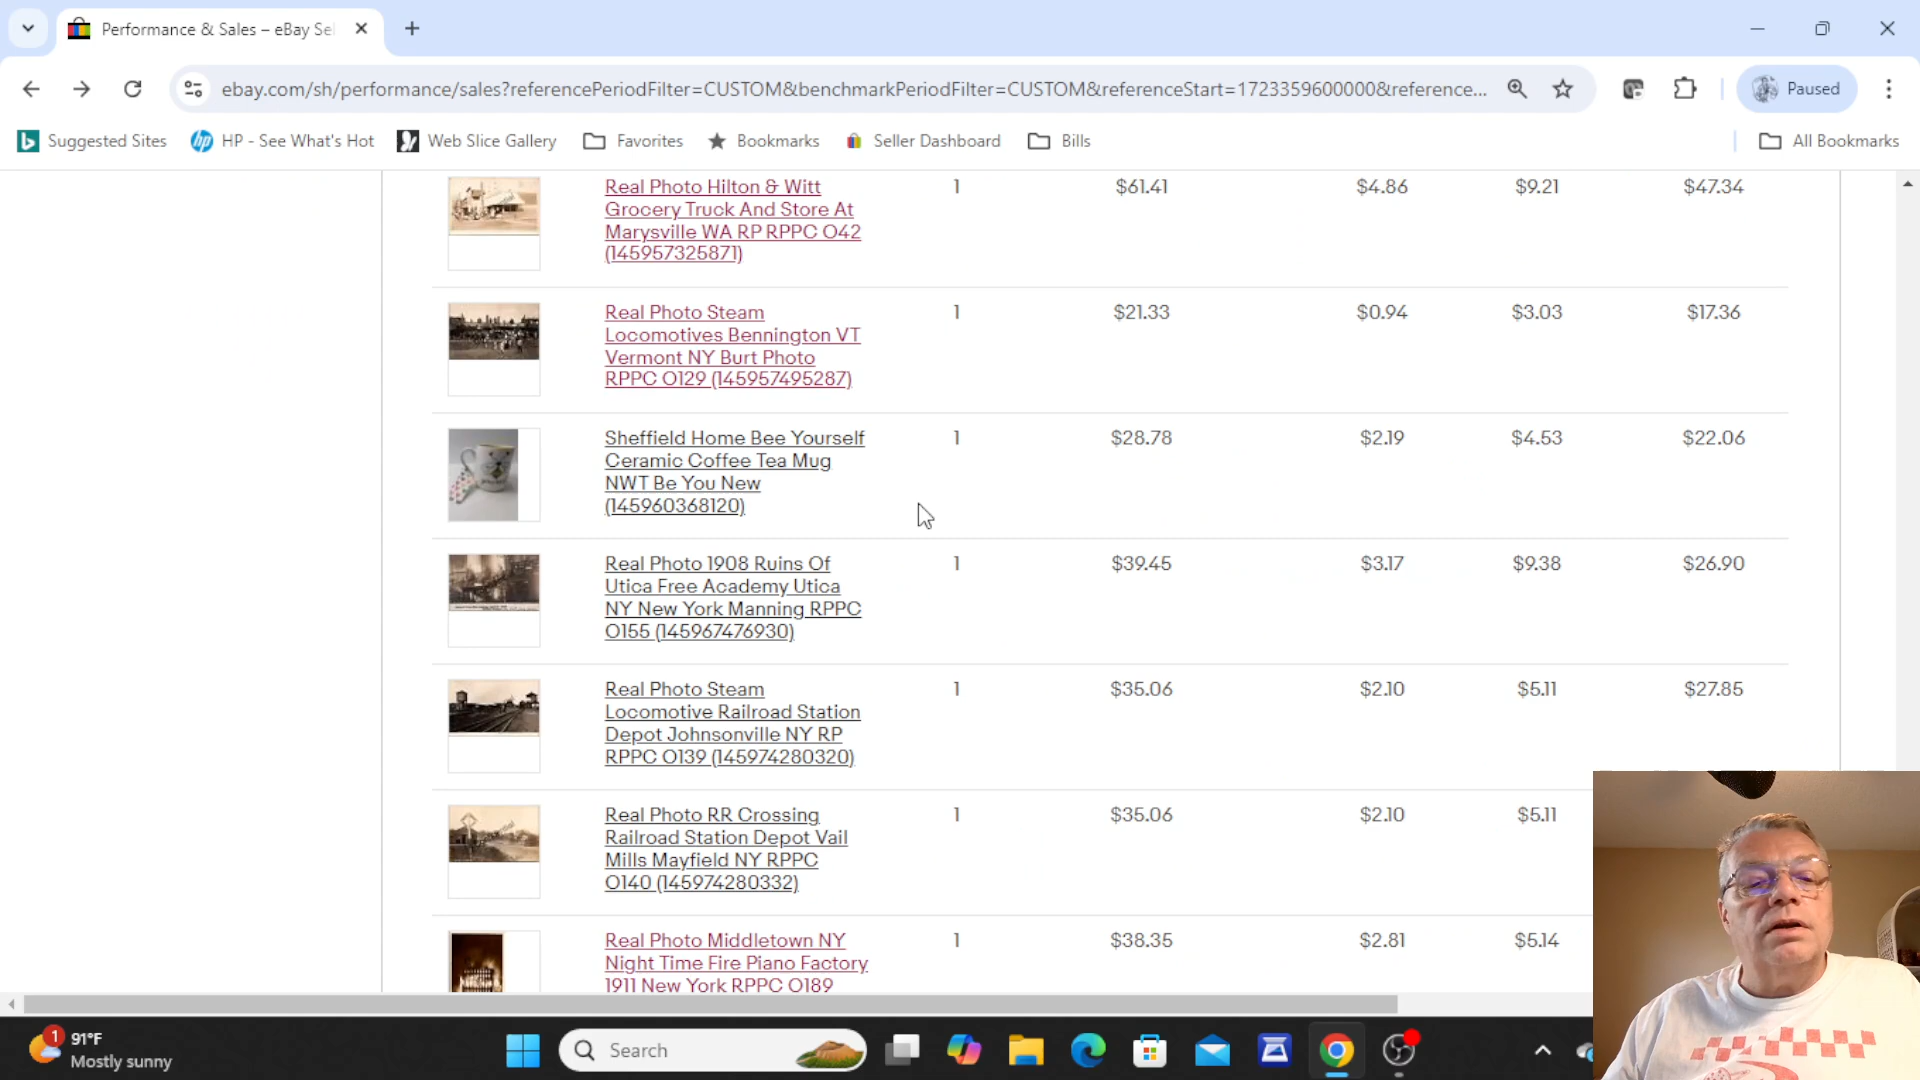 Performance & Sales – eBay Sel
ebay.com/sh/performance/sales?referencePeriodFilter=CUSTOM&benchmarkPeriodFilter=CUSTOM&referenceStart=1723359600000&reference...
Paused
Suggested Sites
HP - See What's Hot
Web Slice Gallery
Favorites
Bookmarks
Seller Dashboard
Bills
All Bookmarks
Real Photo Hilton & Witt
Grocery Truck And Store At
Marysville WA RP RPPC O42
(145957325871)
1
$61.41
$4.86
$9.21
$47.34
Real Photo Steam
Locomotives Bennington VT
Vermont NY Burt Photo
RPPC O129 (145957495287)
1
$21.33
$0.94
$3.03
$17.36
Sheffield Home Bee Yourself
Ceramic Coffee Tea Mug
NWT Be You New
(145960368120)
1
$28.78
$2.19
$4.53
$22.06
Real Photo 1908 Ruins Of
Utica Free Academy Utica
NY New York Manning RPPC
O155 (145967476930)
1
$39.45
$3.17
$9.38
$26.90
Real Photo Steam
Locomotive Railroad Station
Depot Johnsonville NY RP
RPPC O139 (145974280320)
1
$35.06
$2.10
$5.11
$27.85
Real Photo RR Crossing
Railroad Station Depot Vail
Mills Mayfield NY RPPC
O140 (145974280332)
1
$35.06
$2.10
$5.11
Real Photo Middletown NY
Night Time Fire Piano Factory
1911 New York RPPC O189
1
$38.35
$2.81
$5.14
1
91°F
Mostly sunny
Search